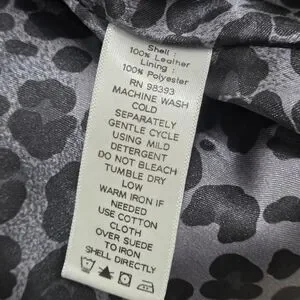 Shell :
100% Leather
Lining :
100% Polyester
RN 98393
MACHINE WASH
COLD
SEPARATELY
GENTLE CYCLE
USING MILD
DETERGENT
DO NOT BLEACH
TUMBLE DRY
LOW
WARM IRON IF
NEEDED
USE COTTON
CLOTH
OVER SUEDE
TO IRON
SHELL DIRECTLY